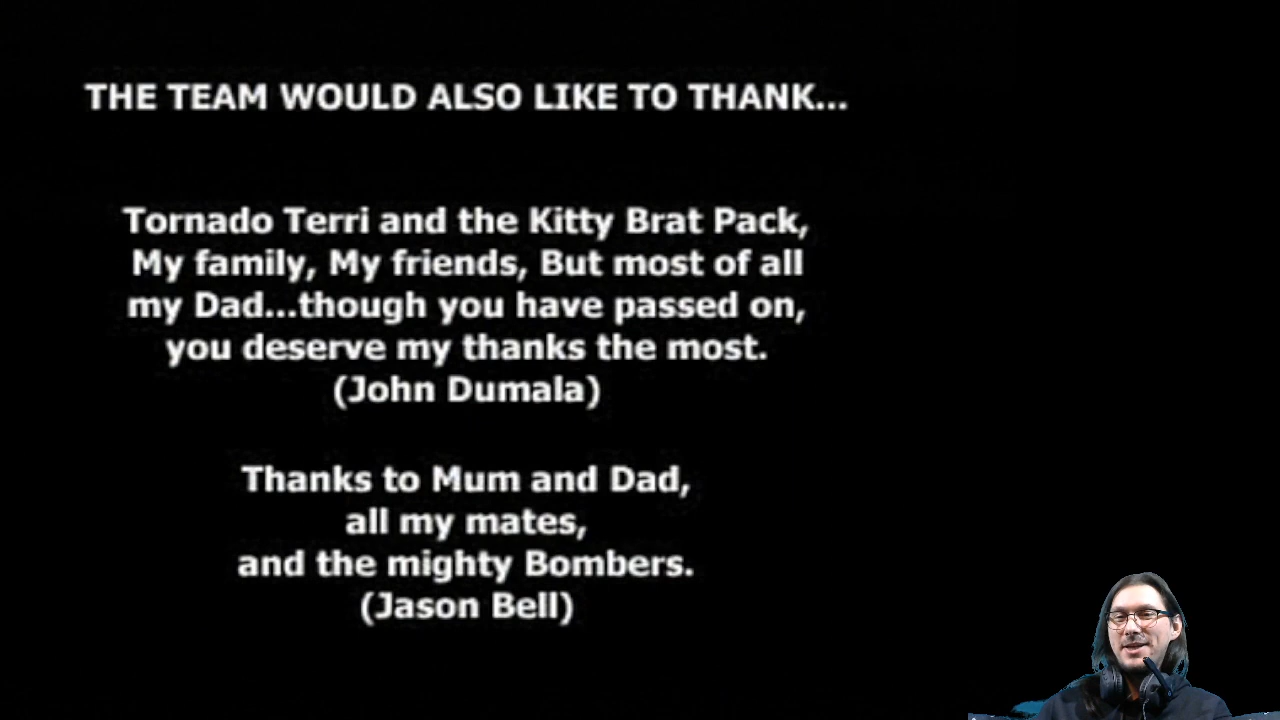 THE TEAM WOULD ALSO LIKE TO THANK...
Tornado Terri and the Kitty Brat Pack,
My family, My friends, But most of all
my Dad...though you have passed on,
you deserve my thanks the most.
(John Dumala)
Thanks to Mum and Dad,
all my mates,
and the mighty Bombers.
(Jason Bell)